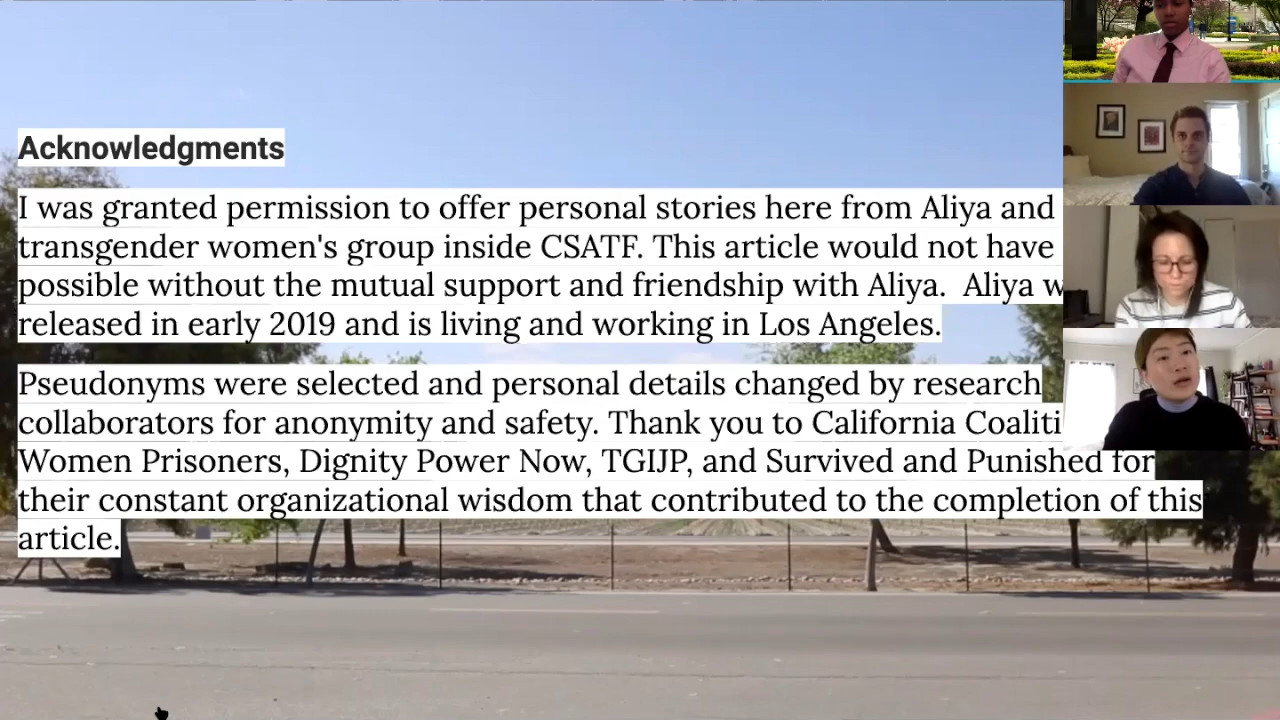 Acknowledgments
I was granted permission to offer personal stories here from Aliya and
transgender women's group inside CSATF. This article would not have
possible without the mutual support and friendship with Aliya. Aliya
released in early 2019 and is living and working in Los Angeles.
Pseudonyms were selected and personal details changed by research
collaborators for anonymity and safety. Thank you to California
Women Prisoners, Dignity Power Now, TGIJP, and Survived and Punished for
their constant organizational wisdom that contributed to the completion of this
article.